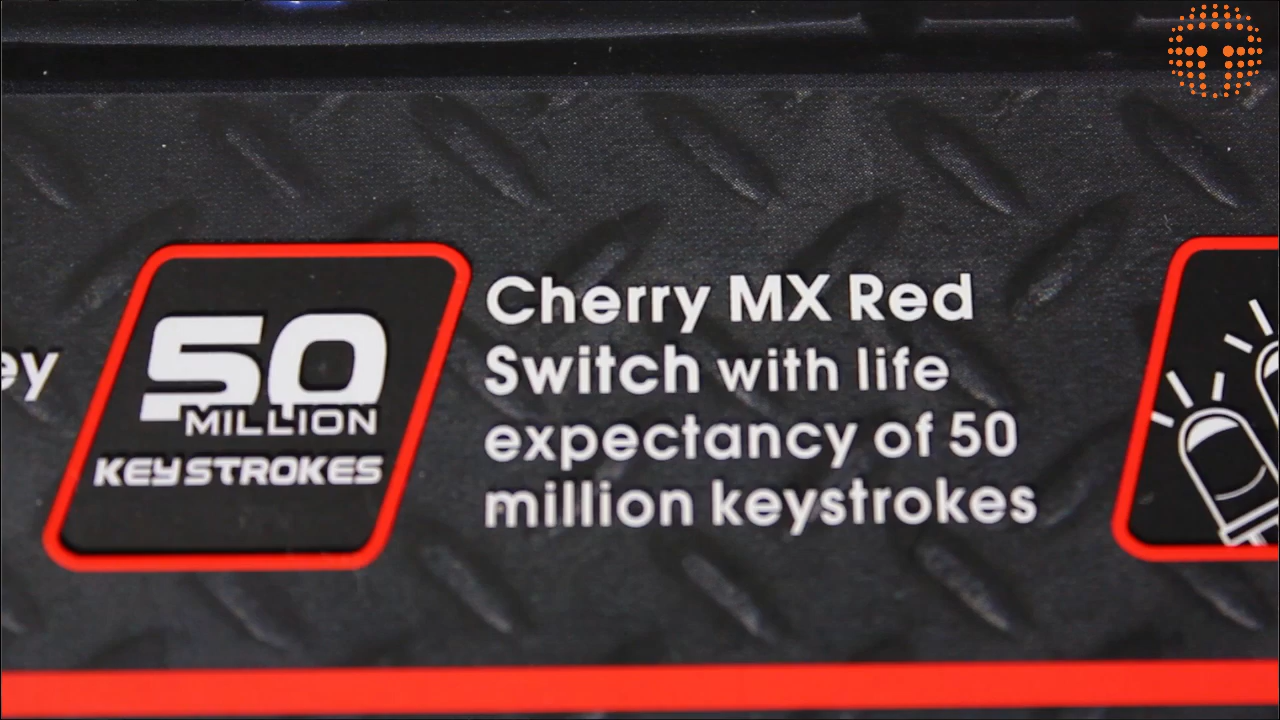 50
MILLION
KEYSTROKES
Cherry MX Red
Switch with life
expectancy of 50
million keystrokes